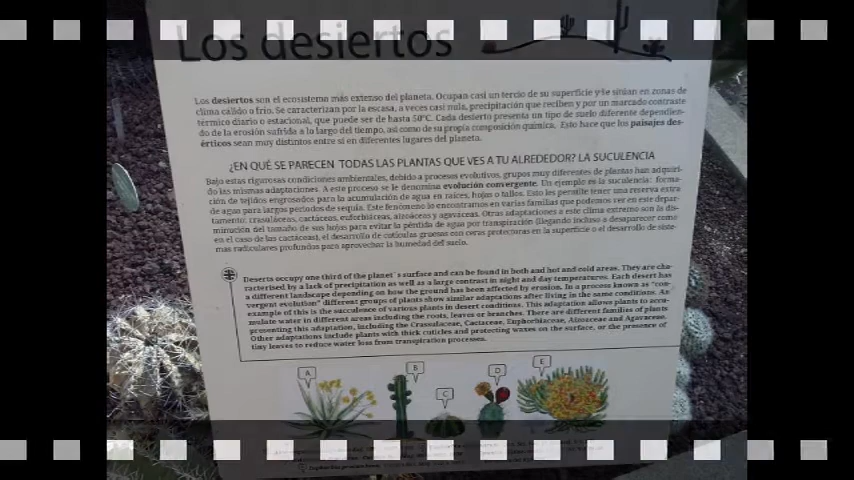 Los desiertos
Los desiertos son el ecosistema más extenso del planeta. Ocupan casi un tercio de su superficie y se sitúan en zonas de
clima cálido o frío. Se caracterizan por la escasa, a veces casi nula, precipitación que reciben y por un marcado contraste
térmico diario o estacional, que puede ser de hasta 50°C. Cada desierto presenta un tipo de suelo diferente dependien-
do de la erosión sufrida a lo largo del tiempo, así como de su propia composición química. Esto hace que los paisajes des-
érticos sean muy distintos entre sí en diferentes lugares del planeta.
¿EN QUÉ SE PARECEN TODAS LAS PLANTAS QUE VES A TU ALREDEDOR? LA SUCULENCIA
Bajo estas rigurosas condiciones ambientales, debido a procesos evolutivos, grupos muy diferentes de plantas han adquiri-
do las mismas adaptaciones. A este proceso se le denomina evolución convergente. Un ejemplo es la suculencia: forma-
ción de tejidos engrosados para la acumulación de agua en raíces, hojas o tallos. Esto les permite tener una reserva extra
de agua para largos periodos de sequía. Este fenómeno lo encontramos en varias familias que podemos ver en este depar-
tamento: crasuláceas, cactáceas, euforbiáceas, aizoáceas y agaváceas. Otras adaptaciones a este clima extremo son la dis-
minución del tamaño de sus hojas para evitar la pérdida de agua por transpiración (llegando incluso a desaparecer como
en el caso de las cactáceas), el desarrollo de cutículas gruesas con ceras protectoras en la superficie o el desarrollo de siste-
mas radiculares profundos para aprovechar la humedad del suelo.
Deserts occupy one third of the planet´s surface and can be found in both and hot and cold areas. They are cha-
racterised by a lack of precipitation as well as a large contrast in night and day temperatures. Each desert has
a different landscape depending on how the ground has been affected by erosion. In a process known as "con-
vergent evolution" different groups of plants show similar adaptations after living in the same conditions. An
example of this is the succulence of various plants in desert conditions. This adaptation allows plants to accu-
mulate water in different areas including the roots, leaves or branches. There are different families of plants
presenting this adaptation, including the Crassulaceae, Cactaceae, Euphorbiaceae, Aizoaceae and Agavaceae.
Other adaptations include plants with thick cuticles and protecting waxes on the surface, or the presence of
tiny leaves to reduce water loss from transpiration processes.
A B C D E